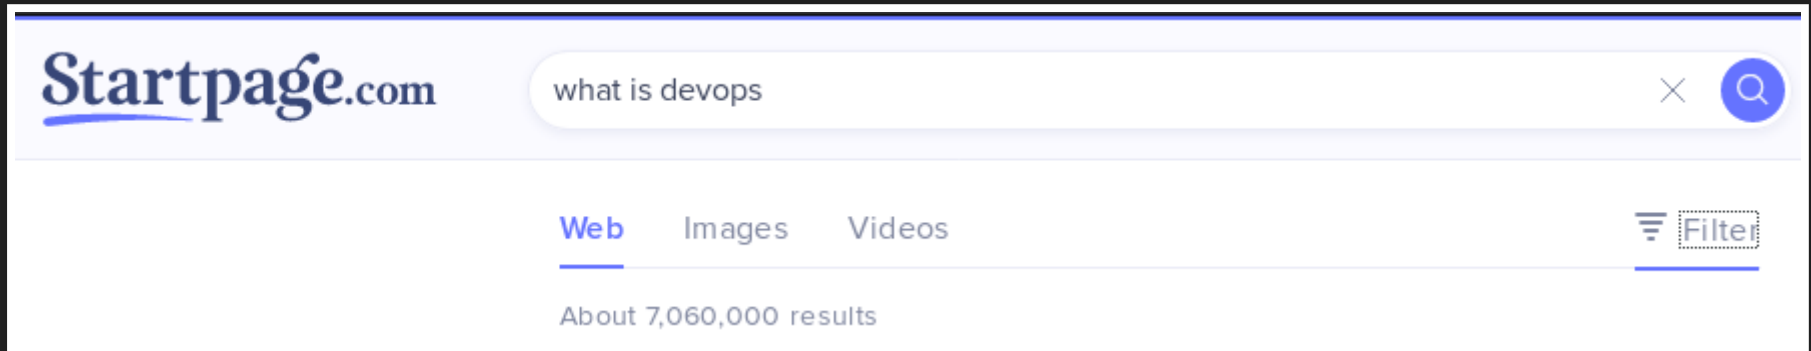 Startpage.com
what is devops
Web Images Videos Filter
About 7,060,000 results